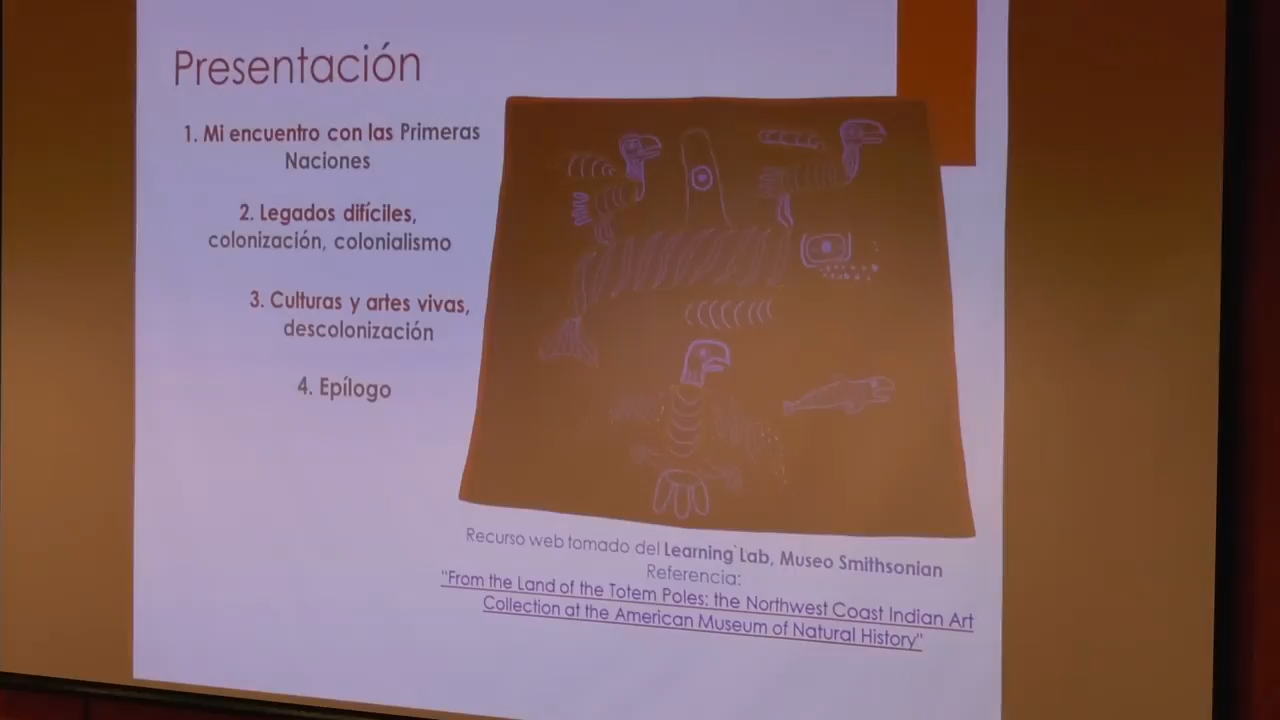 Presentación
1. Mi encuentro con las Primeras
Naciones
2. Legados difíciles,
colonización, colonialismo
3. Culturas y artes vivas,
descolonización
4. Epílogo
Recurso web tomado del Learning Lab, Museo Smithsonian
Referencia:
"From the Land of the Totem Poles: the Northwest Coast Indian Art
Collection at the American Museum of Natural History"